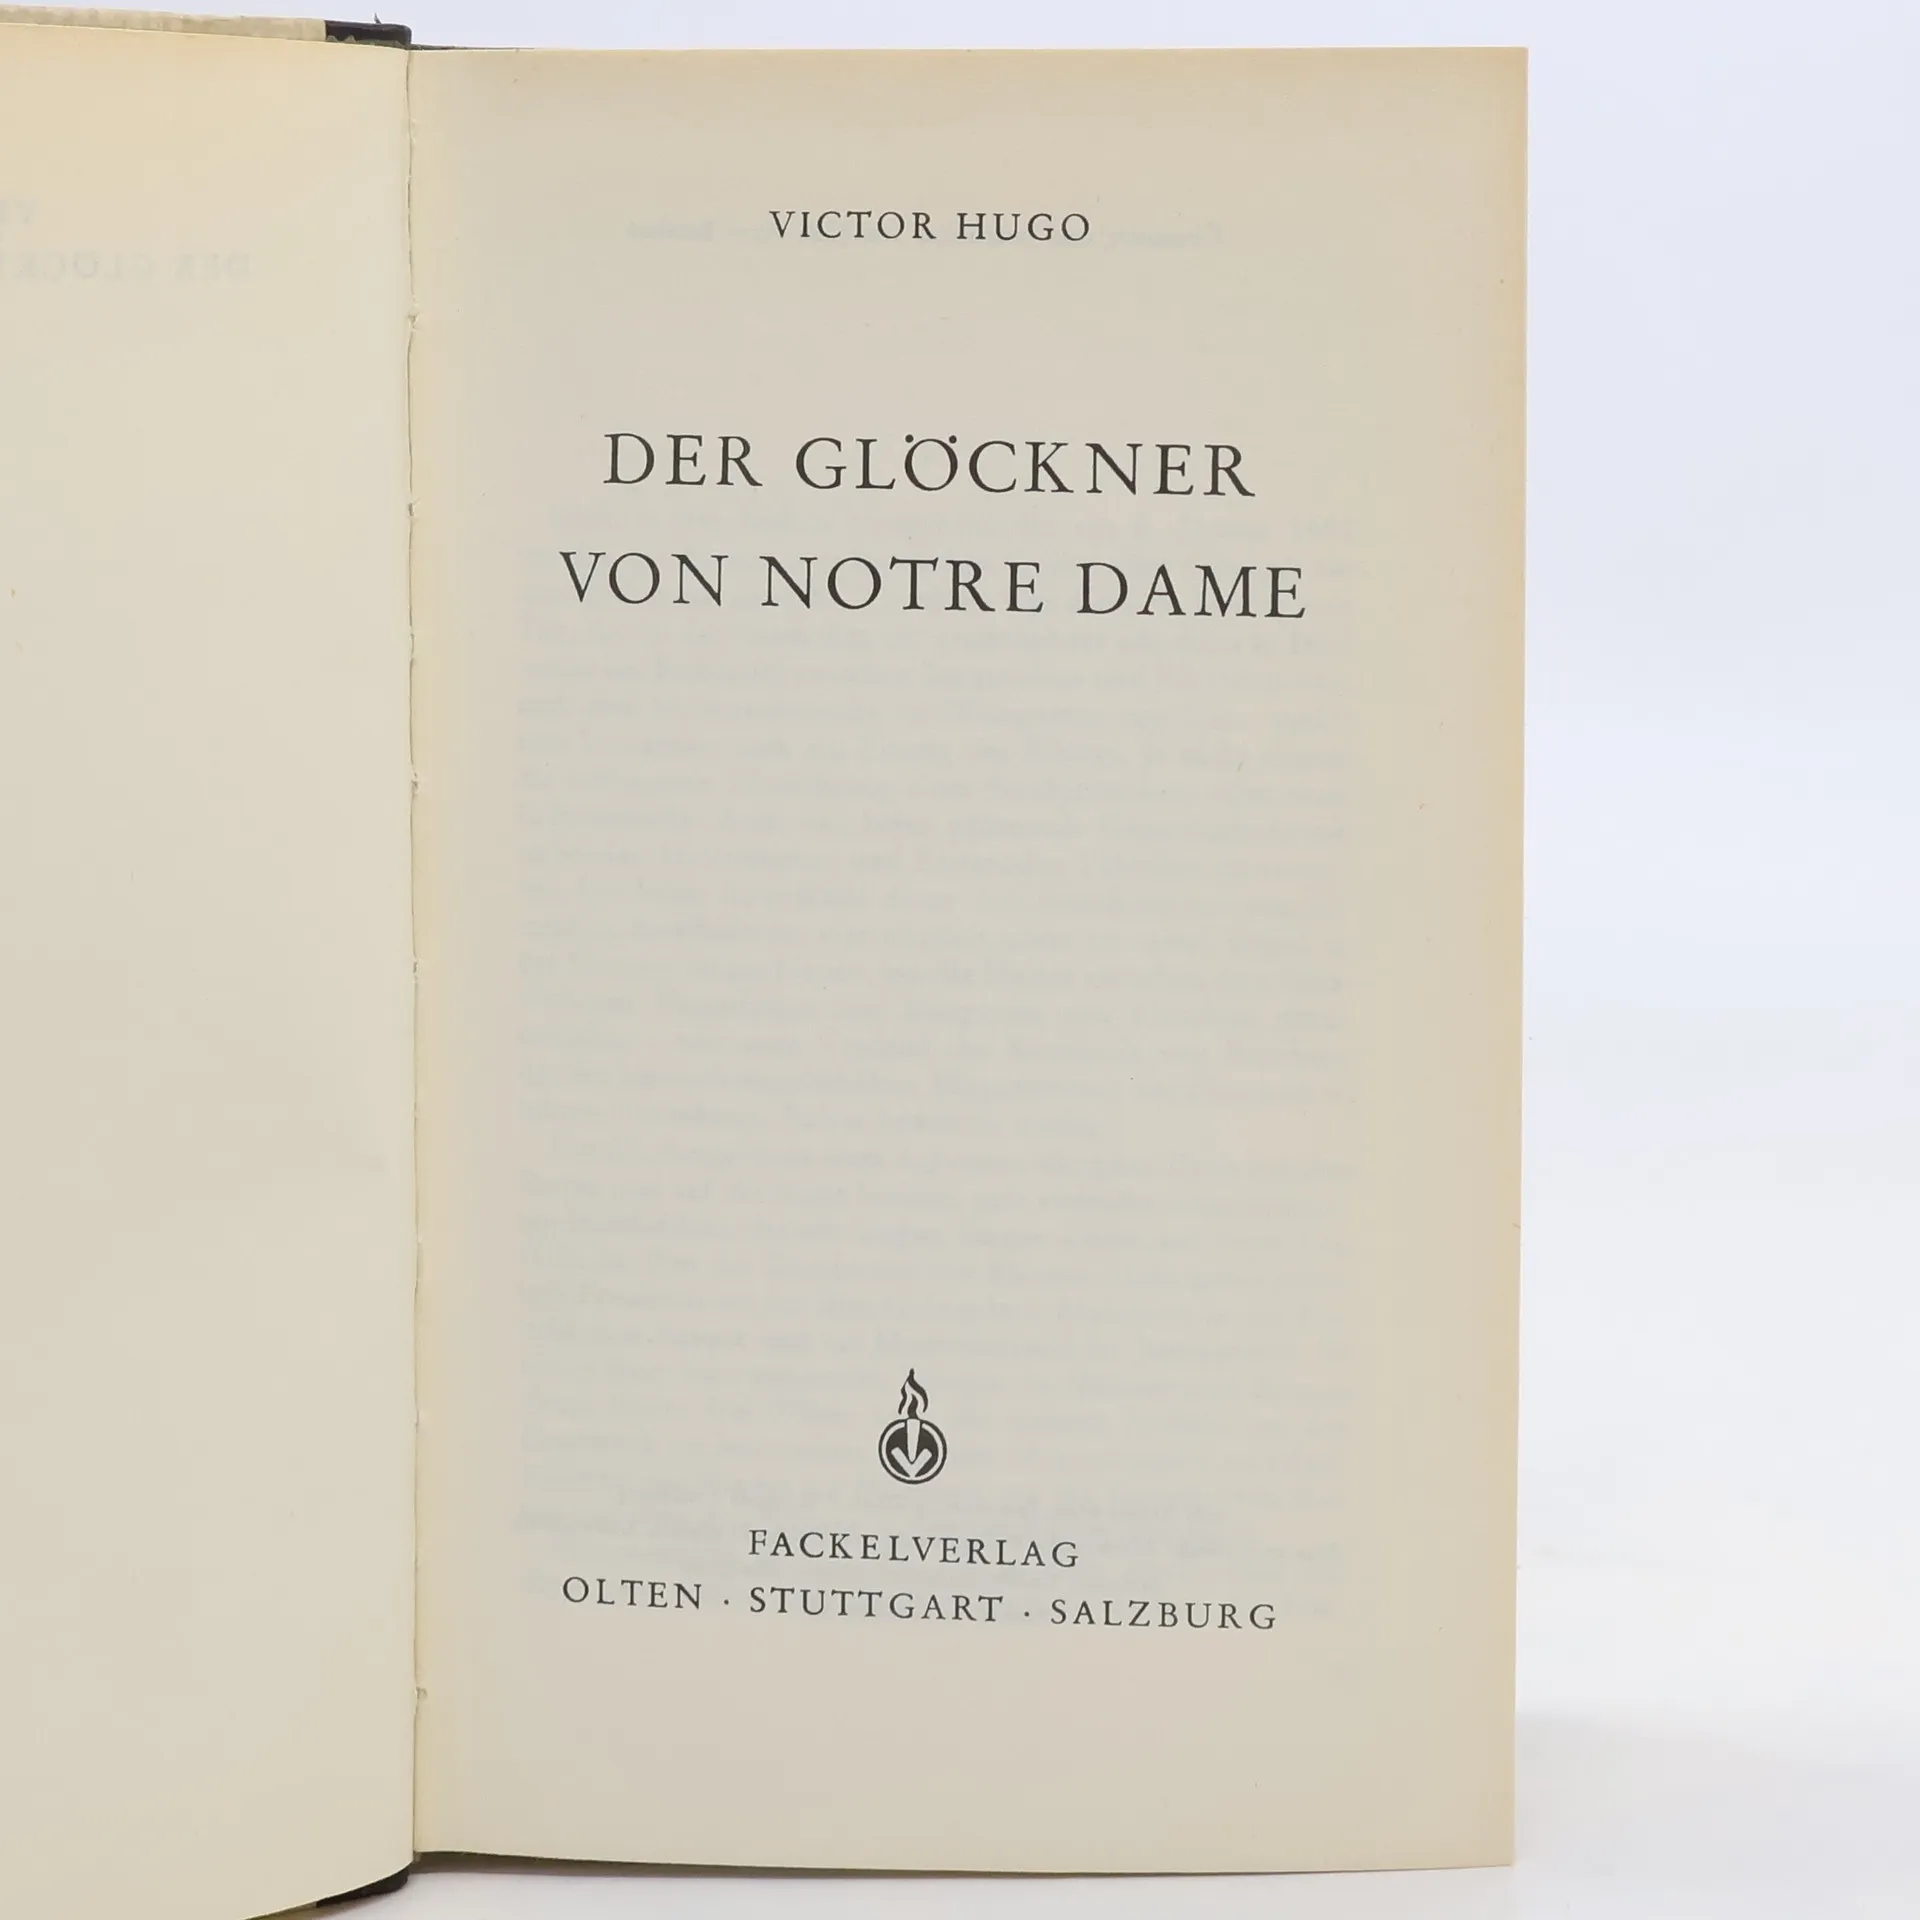 VICTOR HUGO
DER GLÖCKNER
VON NOTRE DAME
FACKELVERLAG
OLTEN · STUTTGART · SALZBURG